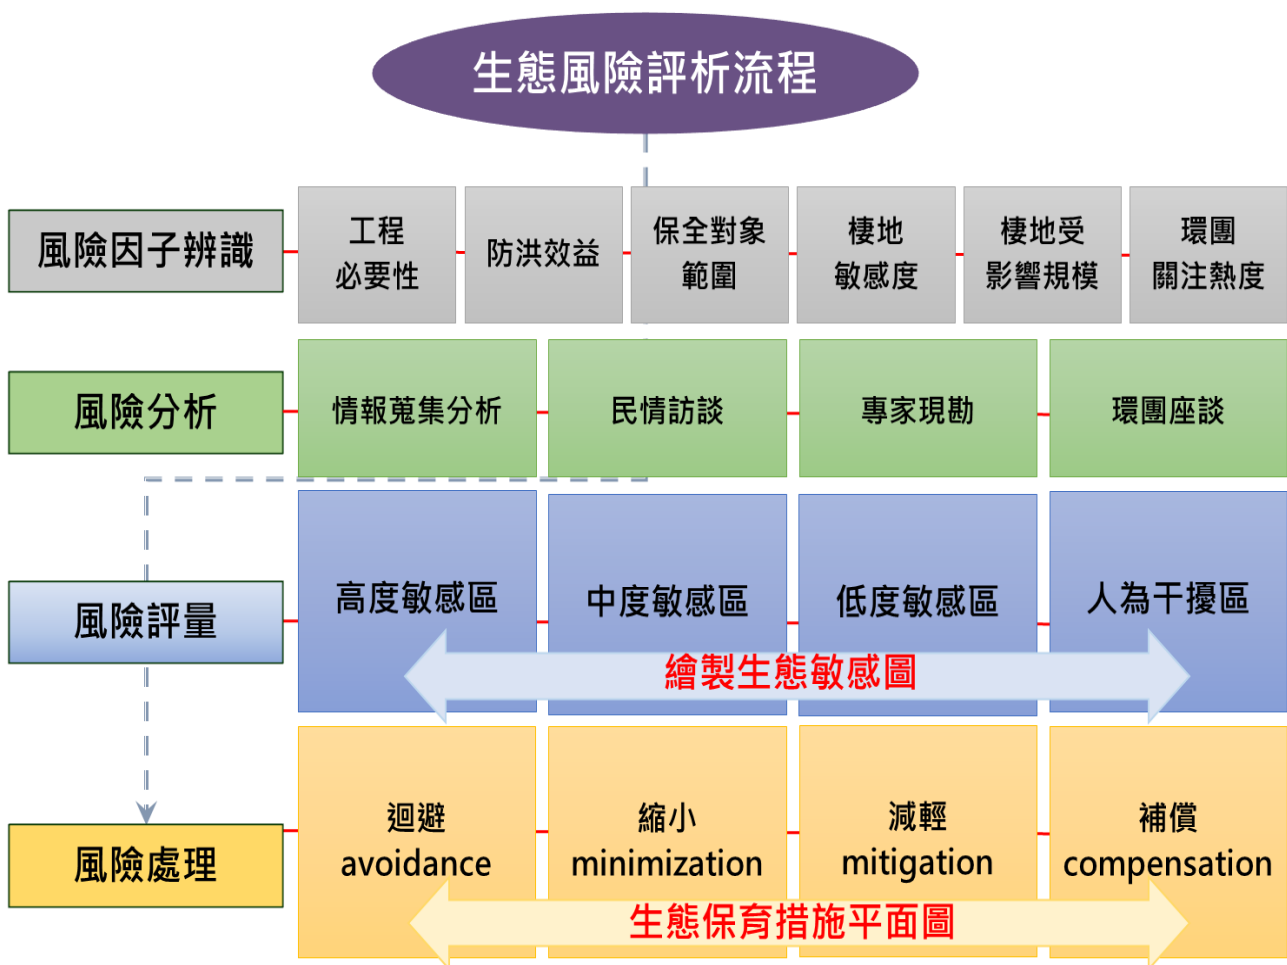 生態風險評析流程
風險因子辨識
工程
必要性
防洪效益
保全對象
範圍
棲地
敏感度
棲地受
影響規模
環團
關注熱度
風險分析
情報蒐集分析
民情訪談
專家現勘
環團座談
風險評量
高度敏感區
中度敏感區
低度敏感區
人為干擾區
繪製生態敏感圖
風險處理
迴避
avoidance
縮小
minimization
減輕
mitigation
補償
compensation
生態保育措施平面圖